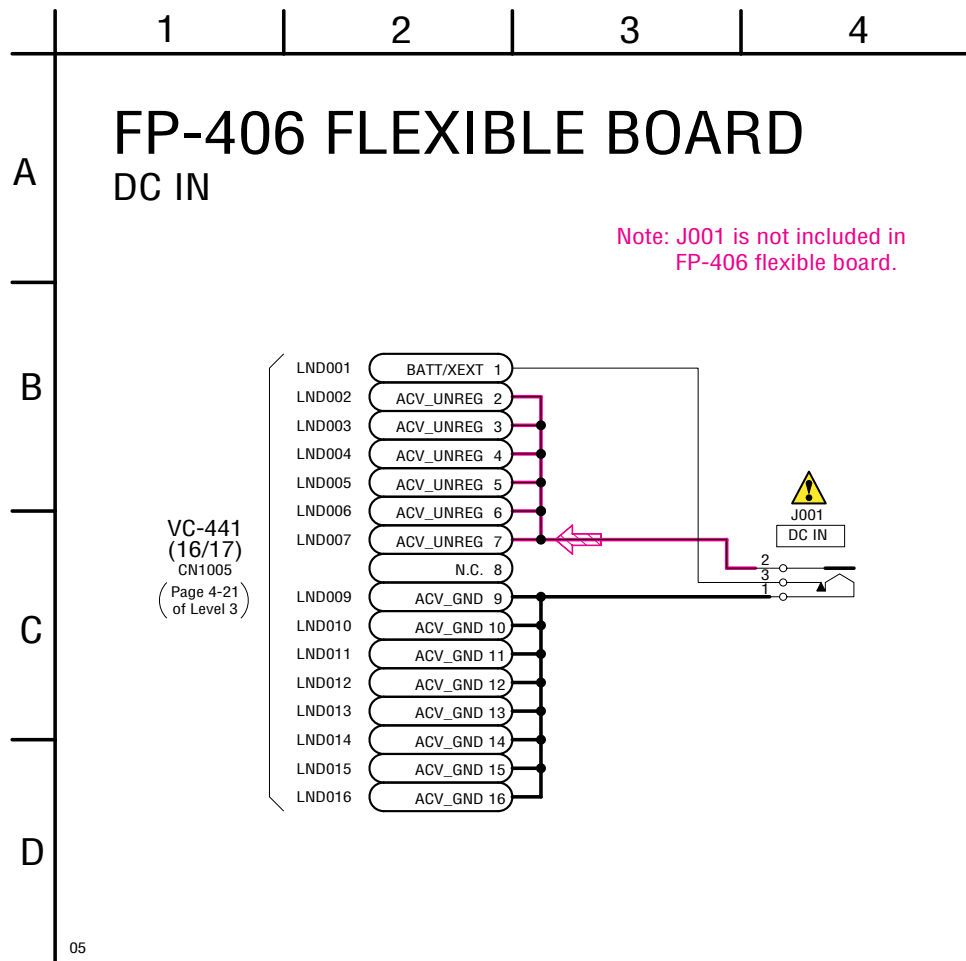 1 2 3 4
FP-406 FLEXIBLE BOARD
A
DC IN
Note: J001 is not included in
FP-406 flexible board.
B
LND001 BATT/XEXT 1
LND002 ACV_UNREG 2
LND003 ACV_UNREG 3
LND004 ACV_UNREG 4
LND005 ACV_UNREG 5
LND006 ACV_UNREG 6
LND007 ACV_UNREG 7
N.C. 8
LND009 ACV_GND 9
LND010 ACV_GND 10
LND011 ACV_GND 11
LND012 ACV_GND 12
LND013 ACV_GND 13
LND014 ACV_GND 14
LND015 ACV_GND 15
LND016 ACV_GND 16
VC-441
(16/17)
CN1005
(Page 4-21
of Level 3)
!
J001
DC IN
2
3
1
C
D
05